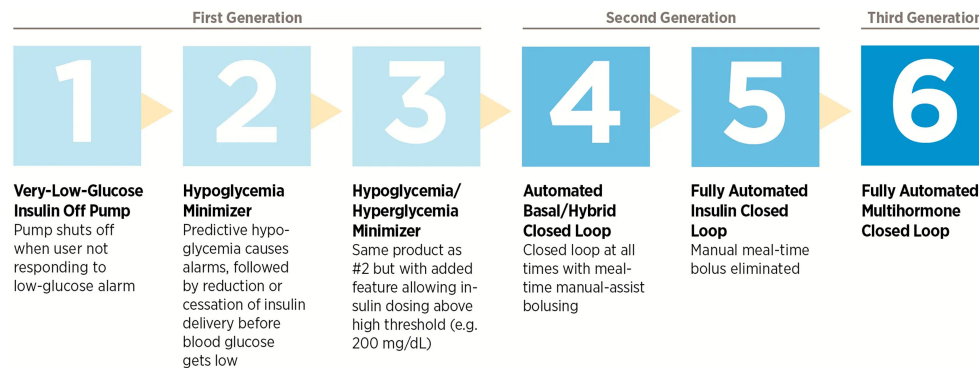 First Generation
Second Generation
Third Generation
1
2
3
4
5
6
Very-Low-Glucose
Insulin Off Pump
Pump shuts off
when user not
responding to
low-glucose alarm
Hypoglycemia
Minimizer
Predictive hypo-
glycemia causes
alarms, followed
by reduction or
cessation of insulin
delivery before
blood glucose
gets low
Hypoglycemia/
Hyperglycemia
Minimizer
Same product as
#2 but with added
feature allowing in-
sulin dosing above
high threshold (e.g.
200 mg/dL)
Automated
Basal/Hybrid
Closed Loop
Closed loop at all
times with meal-
time manual-assist
bolusing
Fully Automated
Insulin Closed
Loop
Manual meal-time
bolus eliminated
Fully Automated
Multihormone
Closed Loop